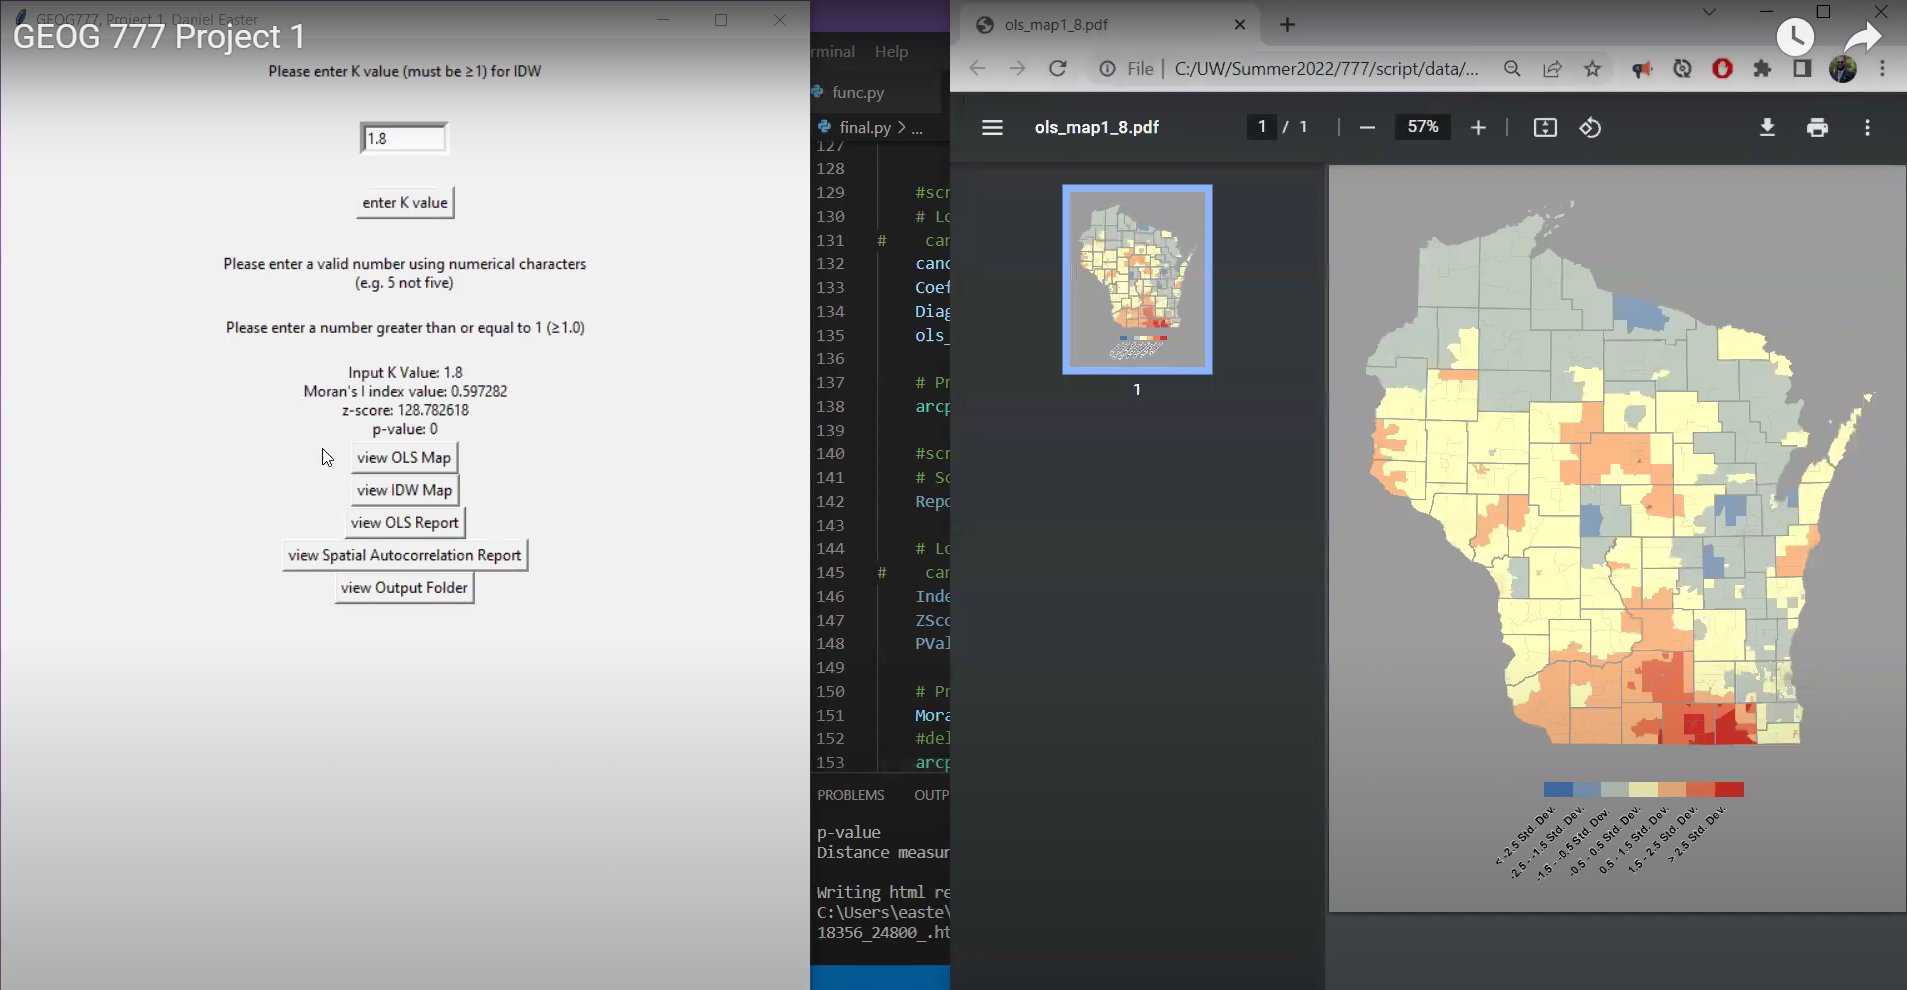 GEOG777, Project 1, Daniel Easter
GEOG 777 Project 1
Please enter K value (must be ≥1) for IDW
1.8
enter K value
Please enter a valid number using numerical characters
(e.g. 5 not five)
Please enter a number greater than or equal to 1 (≥1.0)
Input K Value: 1.8
Moran's I index value: 0.597282
z-score: 128.782618
p-value: 0
view OLS Map
view IDW Map
view OLS Report
view Spatial Autocorrelation Report
view Output Folder
rminal Help
func.py
final.py > ...
127
128
129 #scr
130 # Lo
131 # can
132 canc
133 Coef
134 Diag
135 ols_
136
137 # Pr
138 arcp
139
140 #scr
141 # Sc
142 Repo
143
144 # Lo
145 # can
146 Inde
147 ZSco
148 PVal
149
150 # Pr
151 Mora
152 #del
153 arcp
PROBLEMS OUTP
p-value
Distance measur
Writing html re
C:\Users\easte\
18356_24800_.ht
ols_map1_8.pdf
File | C:/UW/Summer2022/777/script/data/...
ols_map1_8.pdf
1 / 1
57%
1
< -2.5 Std. Dev.
-2.5 - -1.5 Std. Dev.
-1.5 - -0.5 Std. Dev.
-0.5 - 0.5 Std. Dev.
0.5 - 1.5 Std. Dev.
1.5 - 2.5 Std. Dev.
> 2.5 Std. Dev.